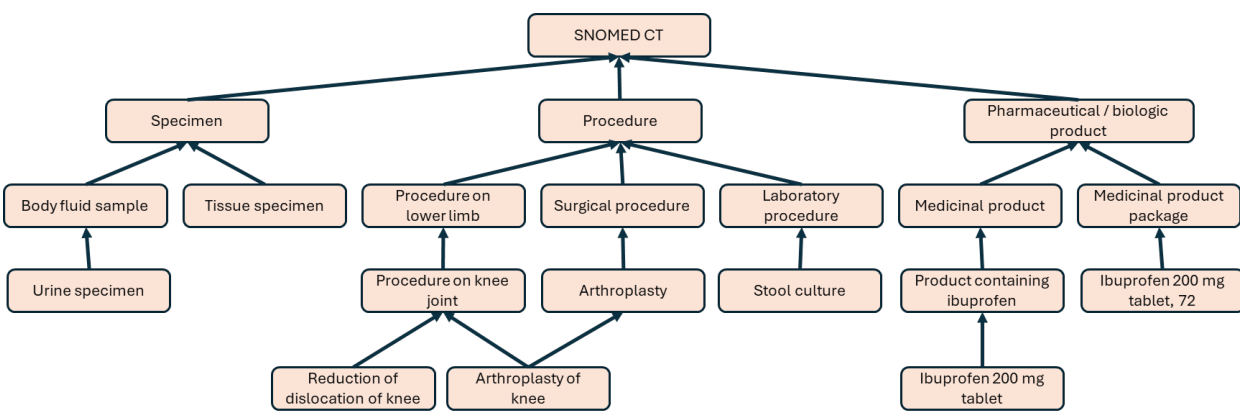 SNOMED CT
Specimen
Procedure
Pharmaceutical / biologic
product
Body fluid sample
Tissue specimen
Procedure on
lower limb
Surgical procedure
Laboratory
procedure
Medicinal product
Medicinal product
package
Urine specimen
Procedure on knee
joint
Arthroplasty
Stool culture
Product containing
ibuprofen
Ibuprofen 200 mg
tablet, 72
Reduction of
dislocation of knee
Arthroplasty of
knee
Ibuprofen 200 mg
tablet